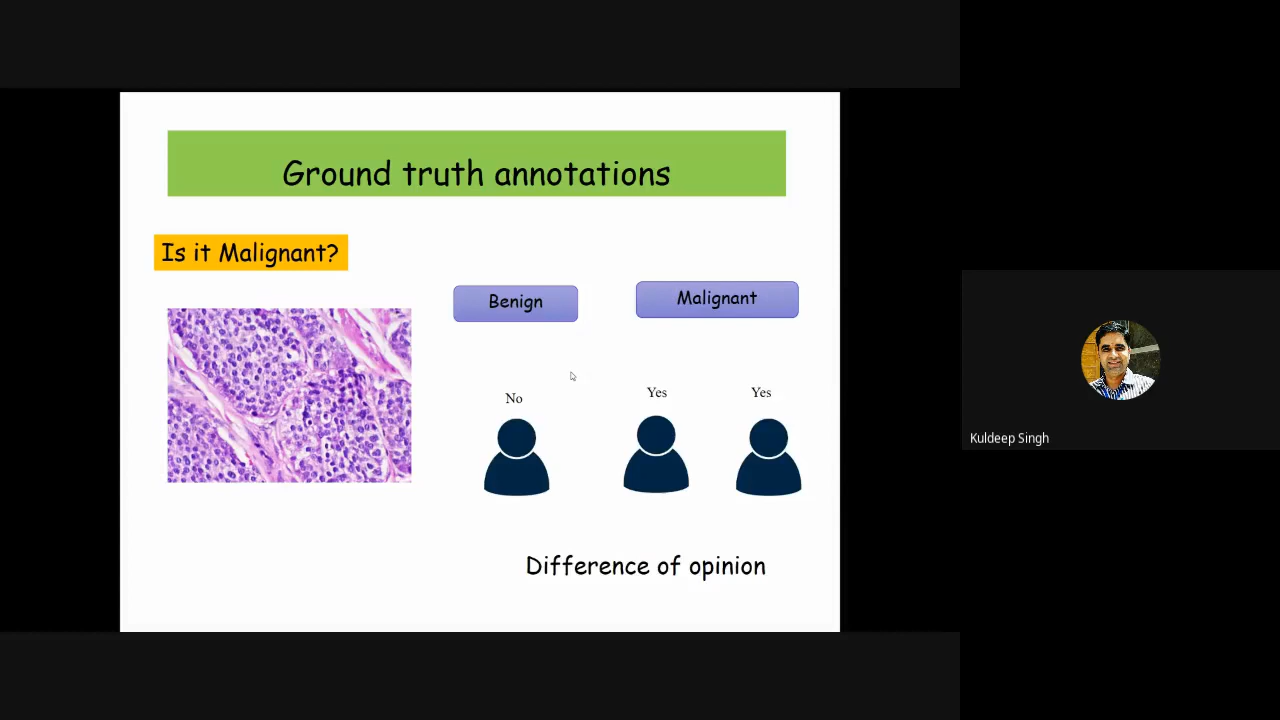 Ground truth annotations
Is it Malignant?
Benign
Malignant
No
Yes
Yes
Difference of opinion
Kuldeep Singh